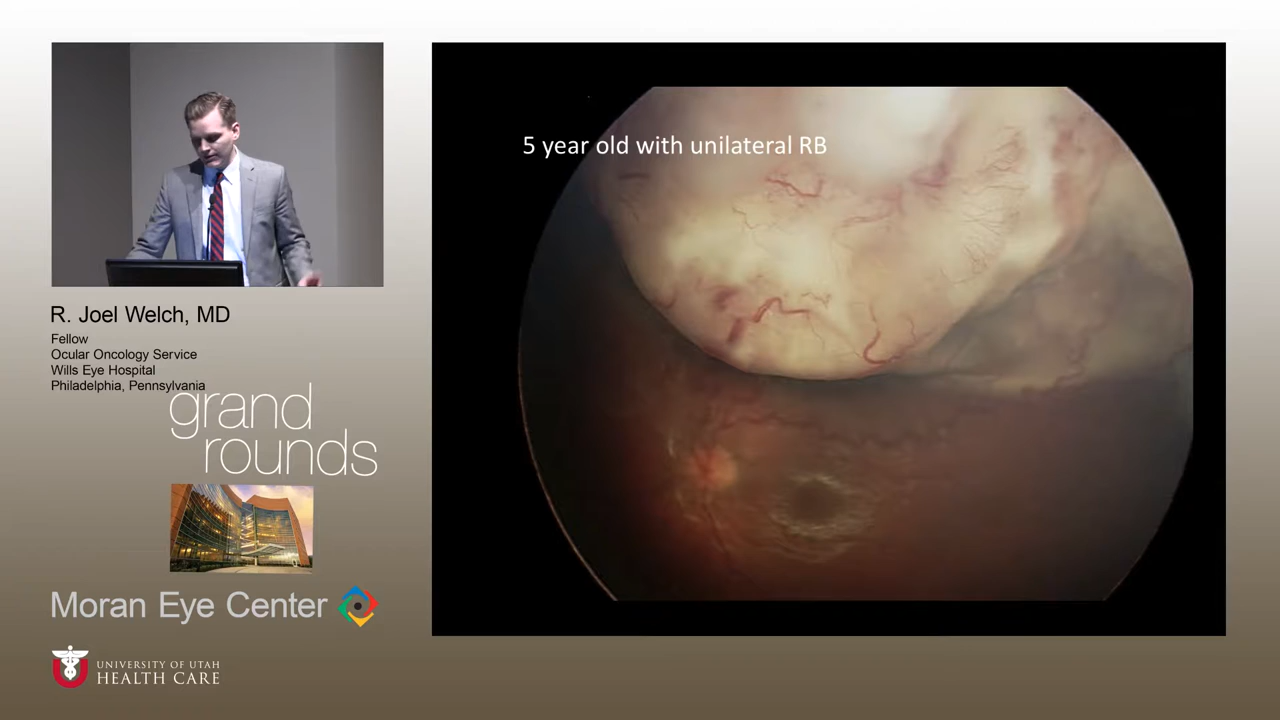 5 year old with unilateral RB
R. Joel Welch, MD
Fellow
Ocular Oncology Service
Wills Eye Hospital
Philadelphia, Pennsylvania
grand
rounds
Moran Eye Center
UNIVERSITY OF UTAH
HEALTH CARE